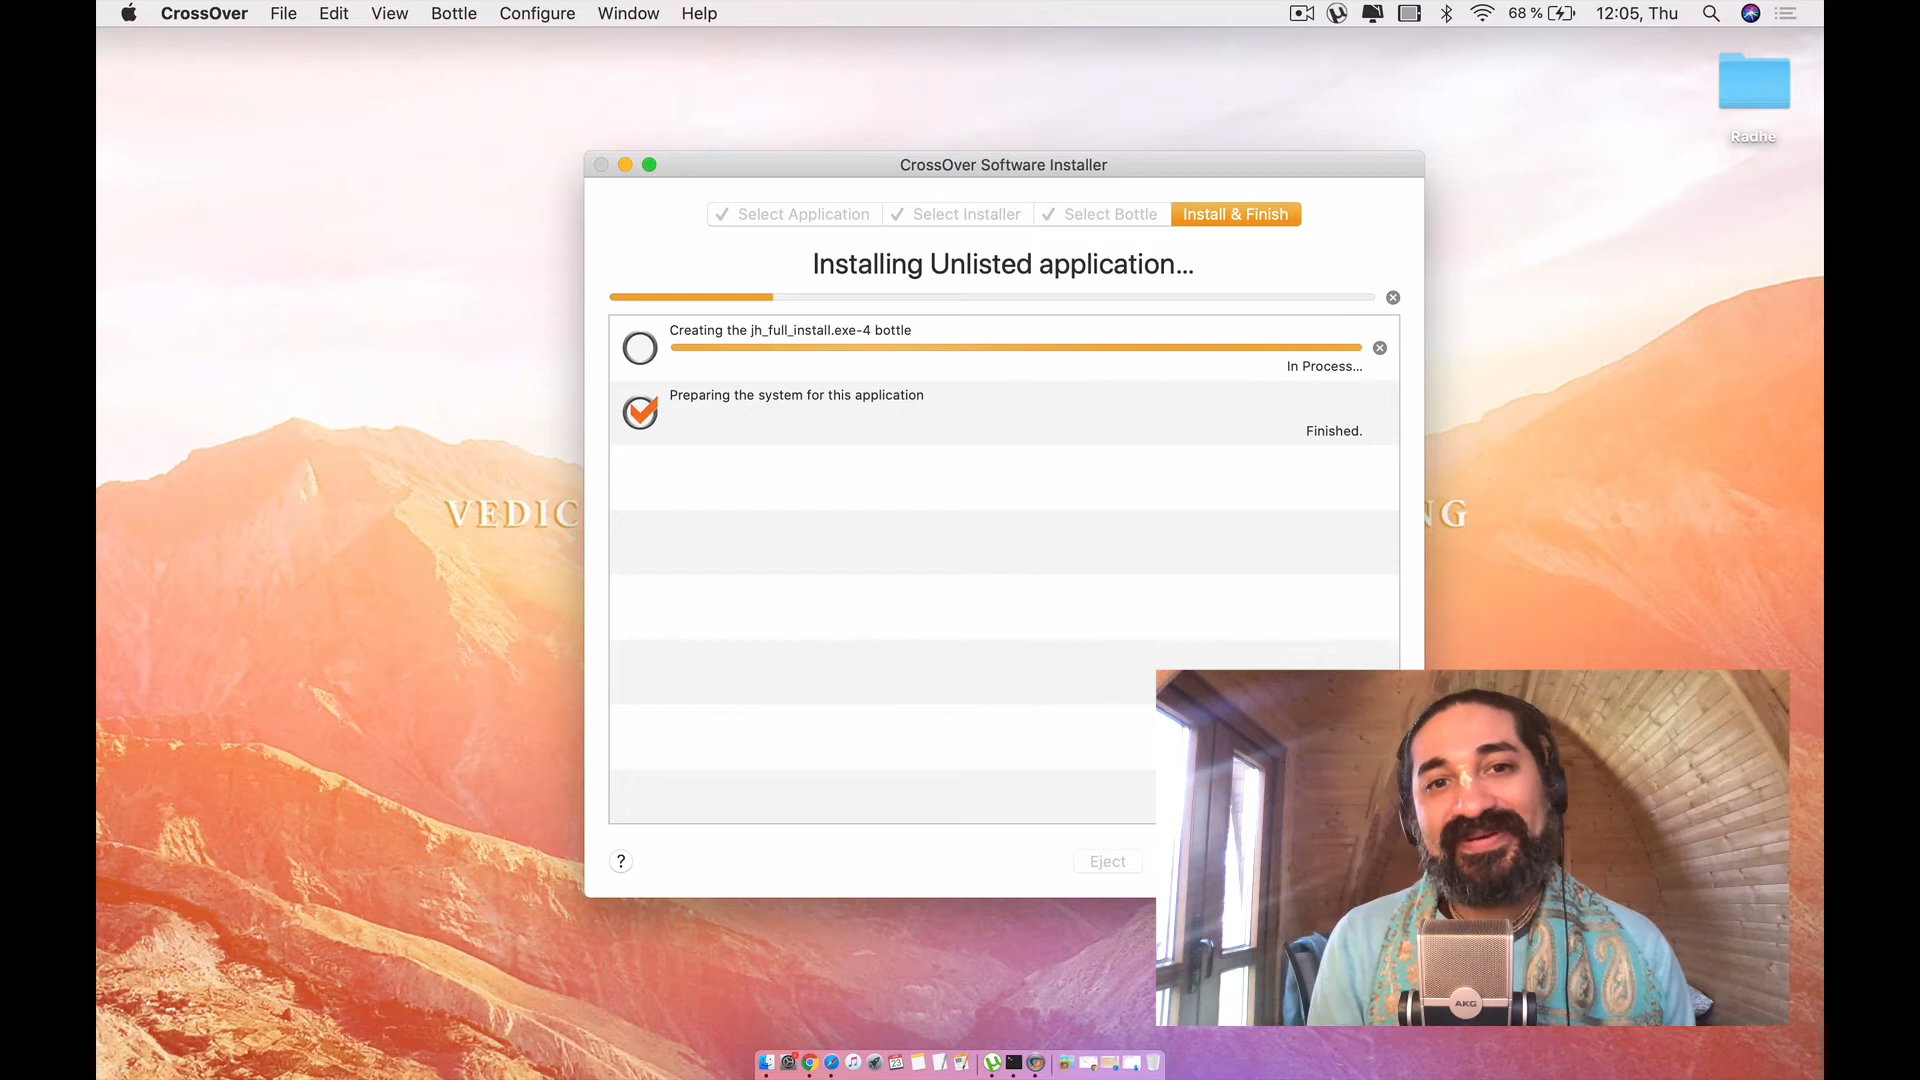 CrossOver File Edit View Bottle Configure Window Help 68 % 12:05, Thu
Radhe
CrossOver Software Installer
Select Application Select Installer Select Bottle Install & Finish
Installing Unlisted application...
Creating the jh_full_install.exe-4 bottle
In Process...
Preparing the system for this application
Finished.
VEDIC NG
? Eject
AKG
23